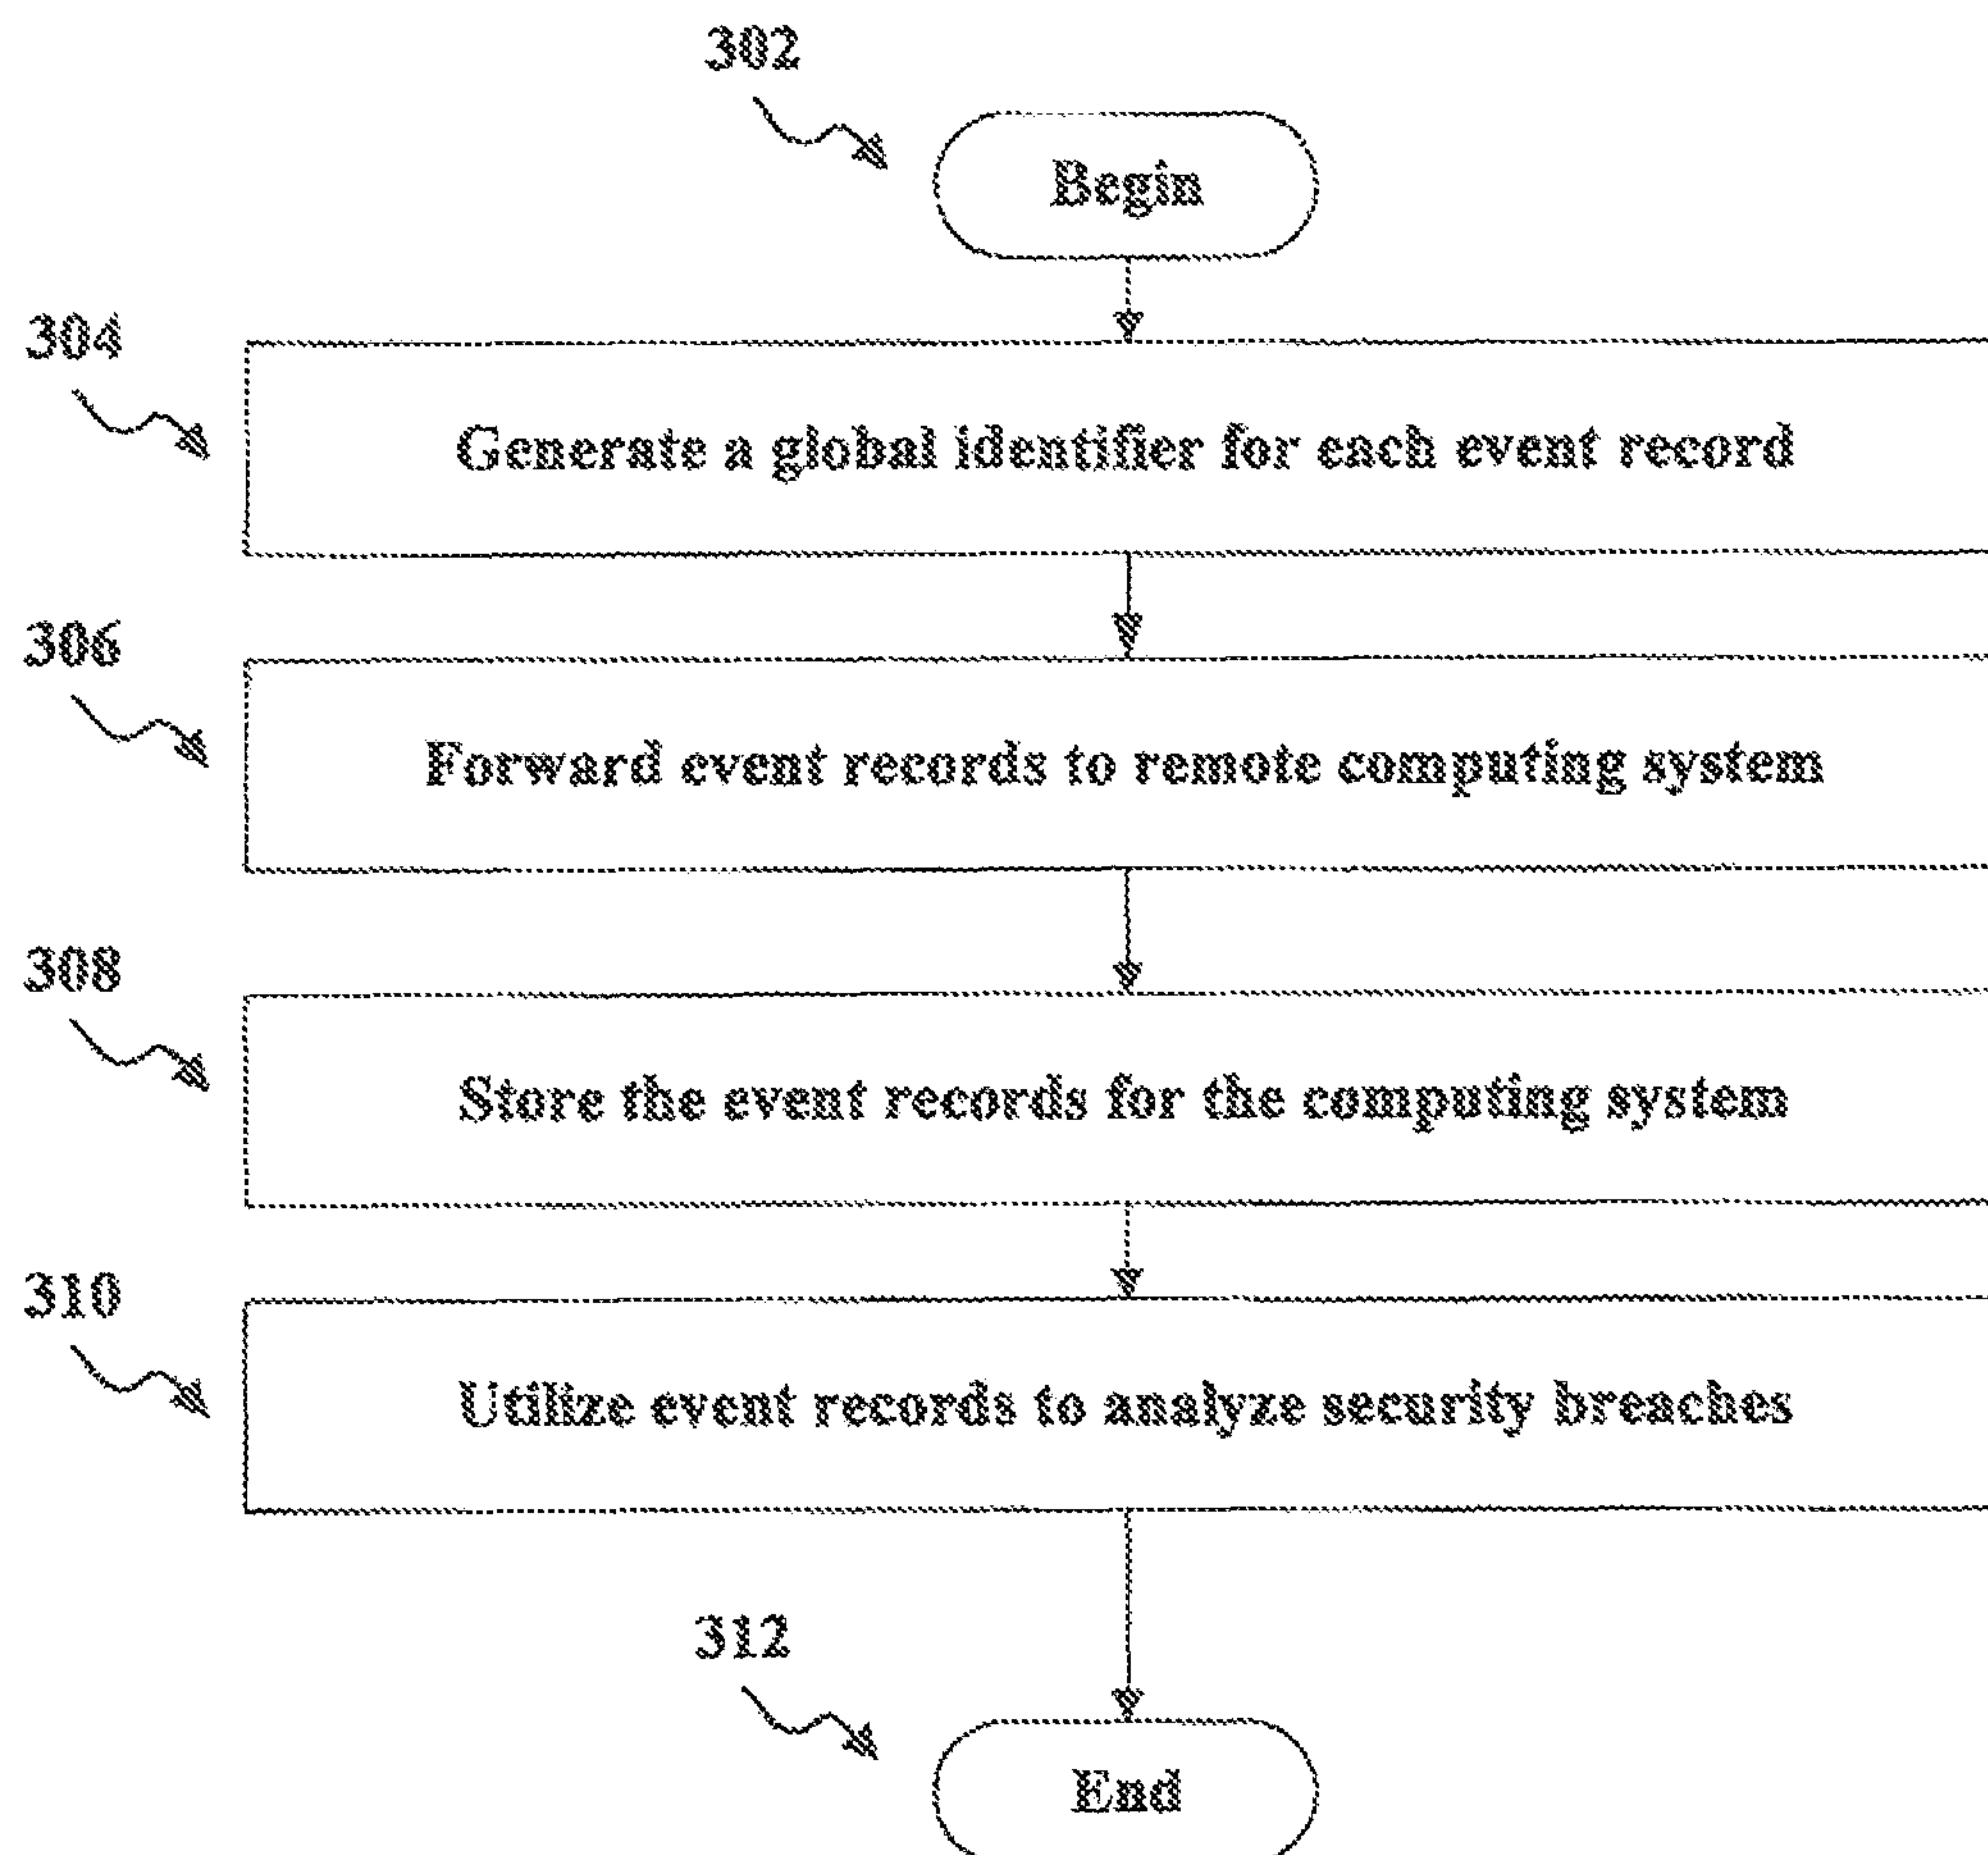 302
Begin
304
Generate a global identifier for each event record
306
Forward event records to remote computing system
308
Store the event records for the computing system
310
Utilize event records to analyze security breaches
312
End